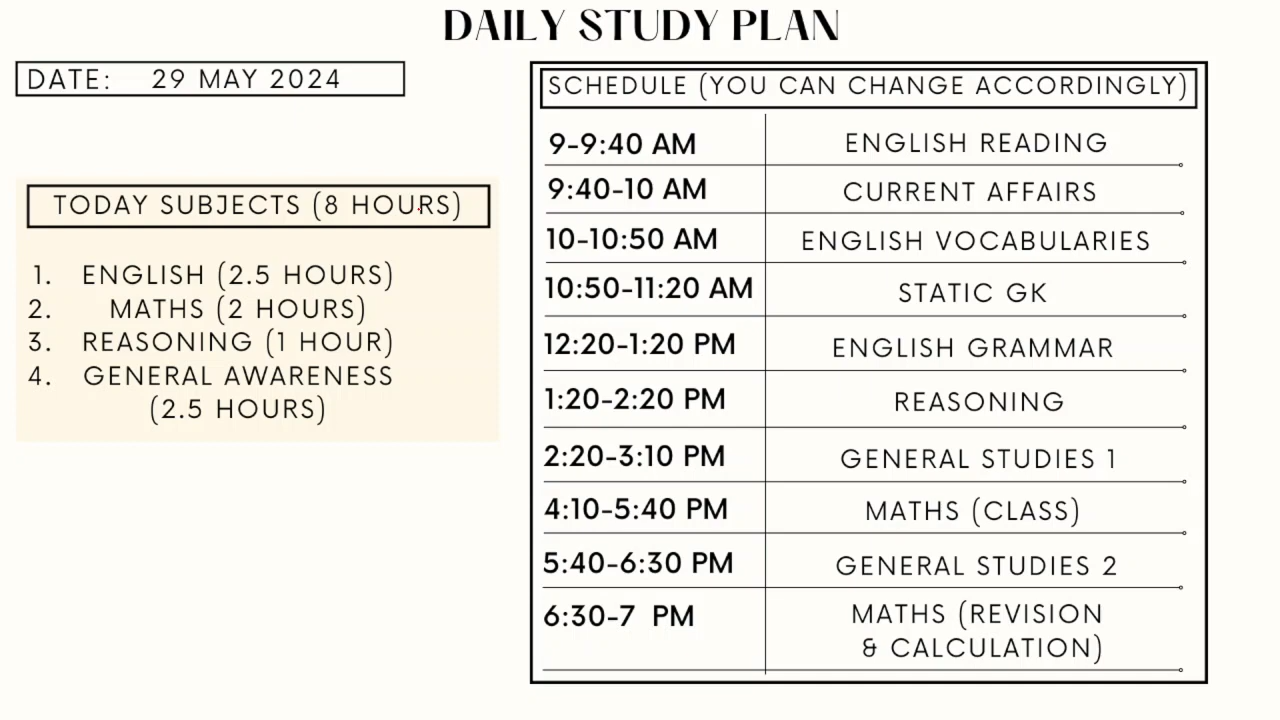 DAILY STUDY PLAN
DATE: 29 MAY 2024
TODAY SUBJECTS (8 HOURS)
1. ENGLISH (2.5 HOURS)
2. MATHS (2 HOURS)
3. REASONING (1 HOUR)
4. GENERAL AWARENESS
(2.5 HOURS)
SCHEDULE (YOU CAN CHANGE ACCORDINGLY)
9-9:40 AM ENGLISH READING
9:40-10 AM CURRENT AFFAIRS
10-10:50 AM ENGLISH VOCABULARIES
10:50-11:20 AM STATIC GK
12:20-1:20 PM ENGLISH GRAMMAR
1:20-2:20 PM REASONING
2:20-3:10 PM GENERAL STUDIES 1
4:10-5:40 PM MATHS (CLASS)
5:40-6:30 PM GENERAL STUDIES 2
6:30-7 PM MATHS (REVISION
& CALCULATION)